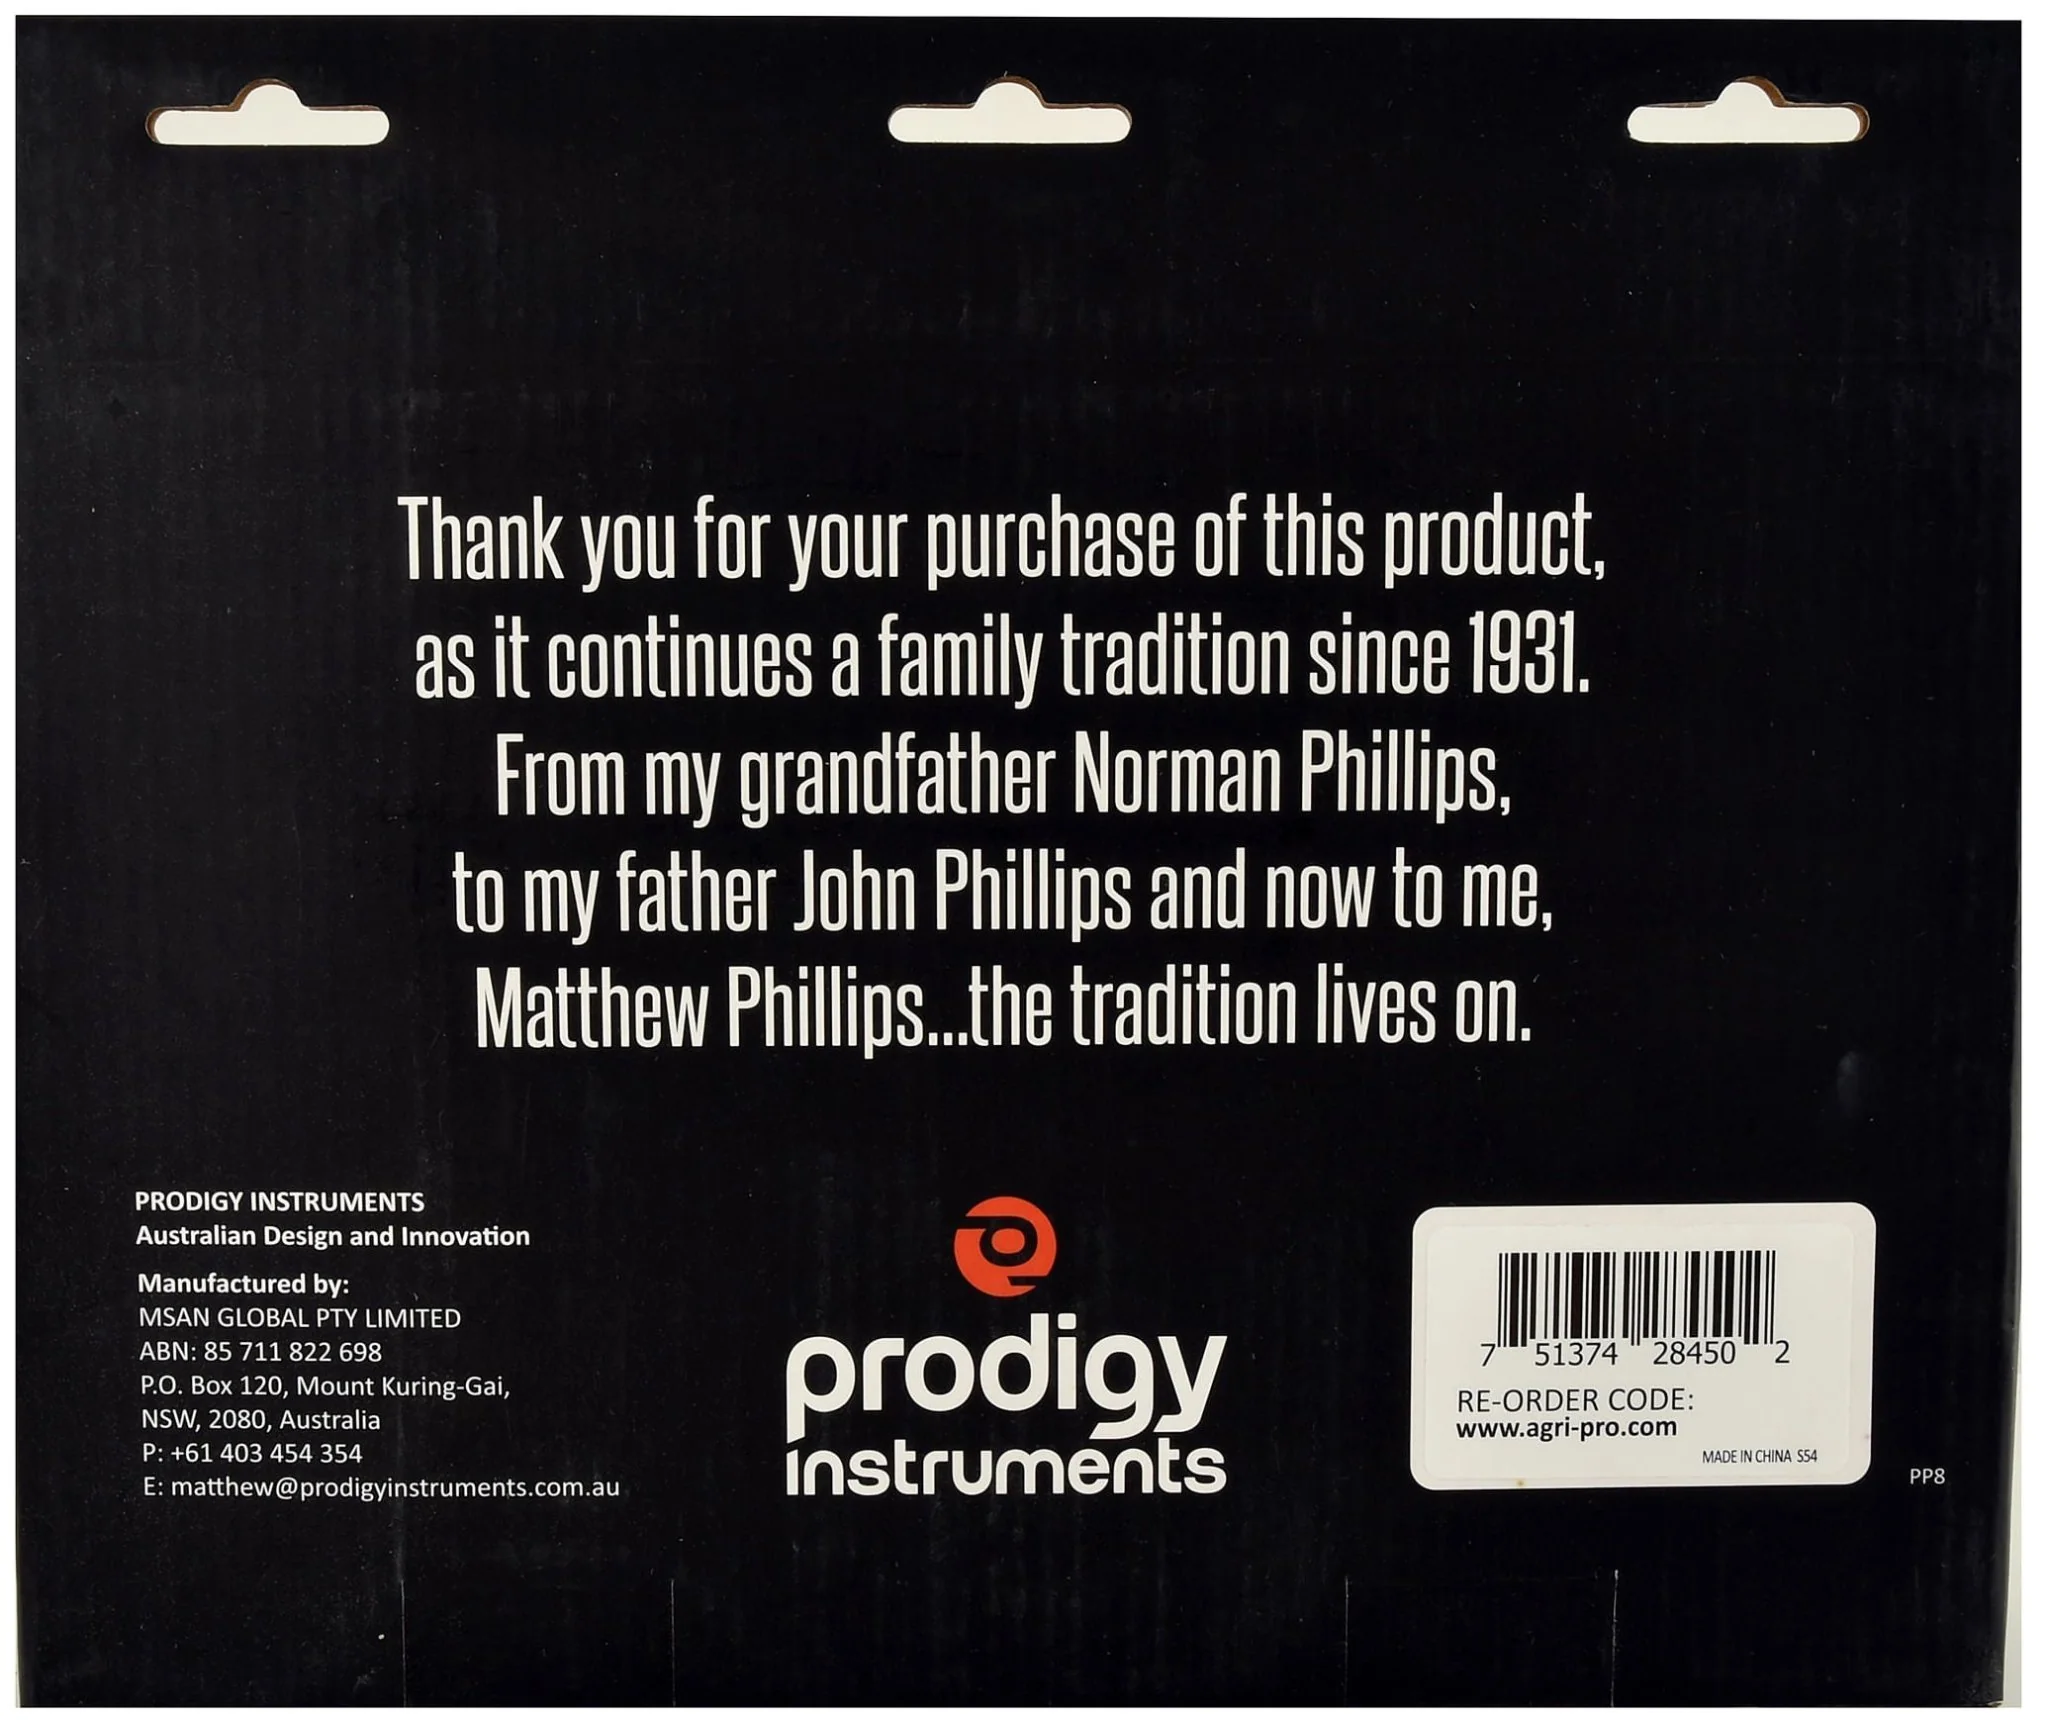 Thank you for your purchase of this product,
as it continues a family tradition since 1931.
From my grandfather Norman Phillips,
to my father John Phillips and now to me,
Matthew Phillips...the tradition lives on.
PRODIGY INSTRUMENTS
Australian Design and Innovation
Manufactured by:
MSAN GLOBAL PTY LIMITED
ABN: 85 711 822 698
P.O. Box 120, Mount Kuring-Gai,
NSW, 2080, Australia
P: +61 403 454 354
E: matthew@prodigyinstruments.com.au
prodigy
instruments
7 51374 28450 2
RE-ORDER CODE:
www.agri-pro.com
MADE IN CHINA S54
PP8